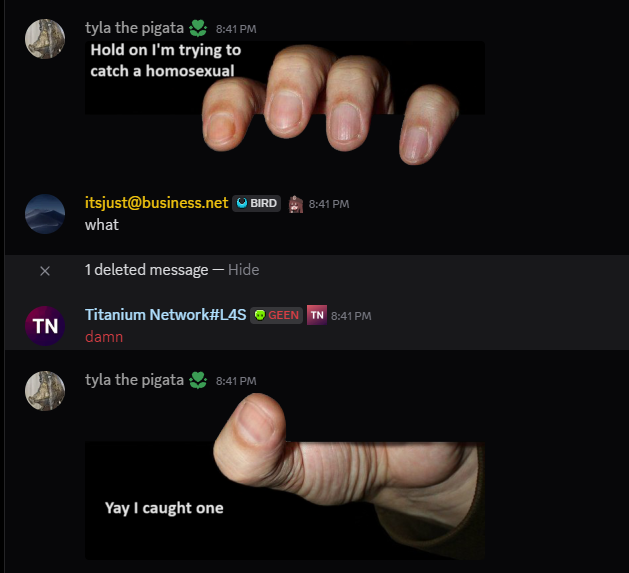 tyla the pigata 8:41 PM
Hold on I'm trying to
catch a homosexual
itsjust@business.net BIRD 8:41 PM
what
1 deleted message — Hide
TN Titanium Network#L4S GEEN TN 8:41 PM
damn
tyla the pigata 8:41 PM
Yay I caught one